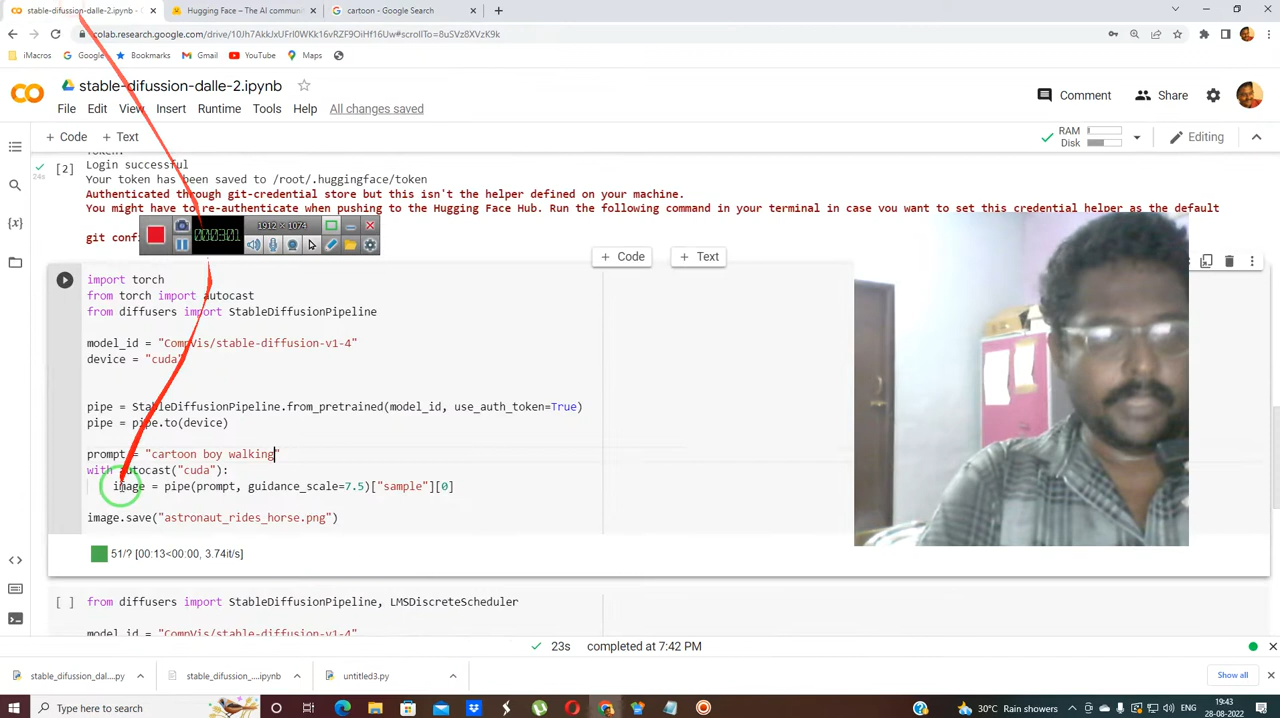 stable-difussion-dalle-2.ipynb - C
Hugging Face – The AI communi
cartoon - Google Search
colab.research.google.com/drive/10Jh7AkkJxUFrI0WKk16vRZF9OiHf16U9wK#scrollTo=8uSVz8XVzK9k
iMacros
Google
Bookmarks
Gmail
YouTube
Maps
stable-difussion-dalle-2.ipynb
Comment
Share
File Edit View Insert Runtime Tools Help All changes saved
+ Code + Text
RAM
Disk
Editing
Token:
[2] Login successful
24s
Your token has been saved to /root/.huggingface/token
Authenticated through git-credential store but this isn't the helper defined on your machine.
You might have to re-authenticate when pushing to the Hugging Face Hub. Run the following command in your terminal in case you want to set this credential helper as the default
git confi
000301
1912 X 1074
+ Code + Text
import torch
from torch import autocast
from diffusers import StableDiffusionPipeline
model_id = "CompVis/stable-diffusion-v1-4"
device = "cuda"
pipe = StableDiffusionPipeline.from_pretrained(model_id, use_auth_token=True)
pipe = pipe.to(device)
prompt = "cartoon boy walking"
with autocast("cuda"):
image = pipe(prompt, guidance_scale=7.5)["sample"][0]
image.save("astronaut_rides_horse.png")
51/? [00:13<00:00, 3.74it/s]
[ ] from diffusers import StableDiffusionPipeline, LMSDiscreteScheduler
model_id = "CompVis/stable-diffusion-v1-4"
23s completed at 7:42 PM
stable_difussion_dal....py
stable_difussion_....ipynb
untitled3.py
Show all
Type here to search
30°C Rain showers
ENG
19:43
28-08-2022